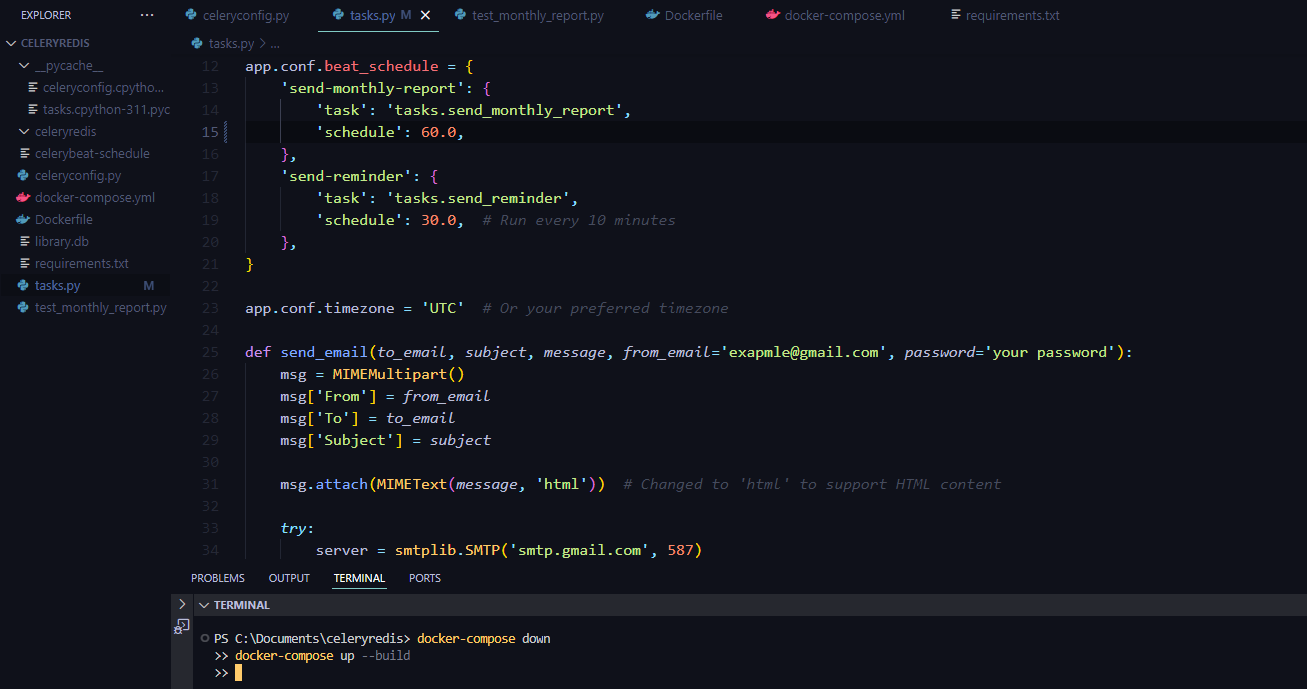 EXPLORER ...
CELERYREDIS
__pycache__
celeryconfig.cpytho...
tasks.cpython-311.pyc
celeryredis
celerybeat-schedule
celeryconfig.py
docker-compose.yml
Dockerfile
library.db
requirements.txt
tasks.py M
test_monthly_report.py
celeryconfig.py tasks.py M test_monthly_report.py Dockerfile docker-compose.yml requirements.txt
tasks.py > ...
12 app.conf.beat_schedule = {
13     'send-monthly-report': {
14         'task': 'tasks.send_monthly_report',
15         'schedule': 60.0,
16     },
17     'send-reminder': {
18         'task': 'tasks.send_reminder',
19         'schedule': 30.0,  # Run every 10 minutes
20     },
21 }
22
23 app.conf.timezone = 'UTC'  # Or your preferred timezone
24
25 def send_email(to_email, subject, message, from_email='exapmle@gmail.com', password='your password'):
26     msg = MIMEMultipart()
27     msg['From'] = from_email
28     msg['To'] = to_email
29     msg['Subject'] = subject
30
31     msg.attach(MIMEText(message, 'html'))  # Changed to 'html' to support HTML content
32
33     try:
34         server = smtplib.SMTP('smtp.gmail.com', 587)
PROBLEMS OUTPUT TERMINAL PORTS
TERMINAL
PS C:\Documents\celeryredis> docker-compose down
>> docker-compose up --build
>>